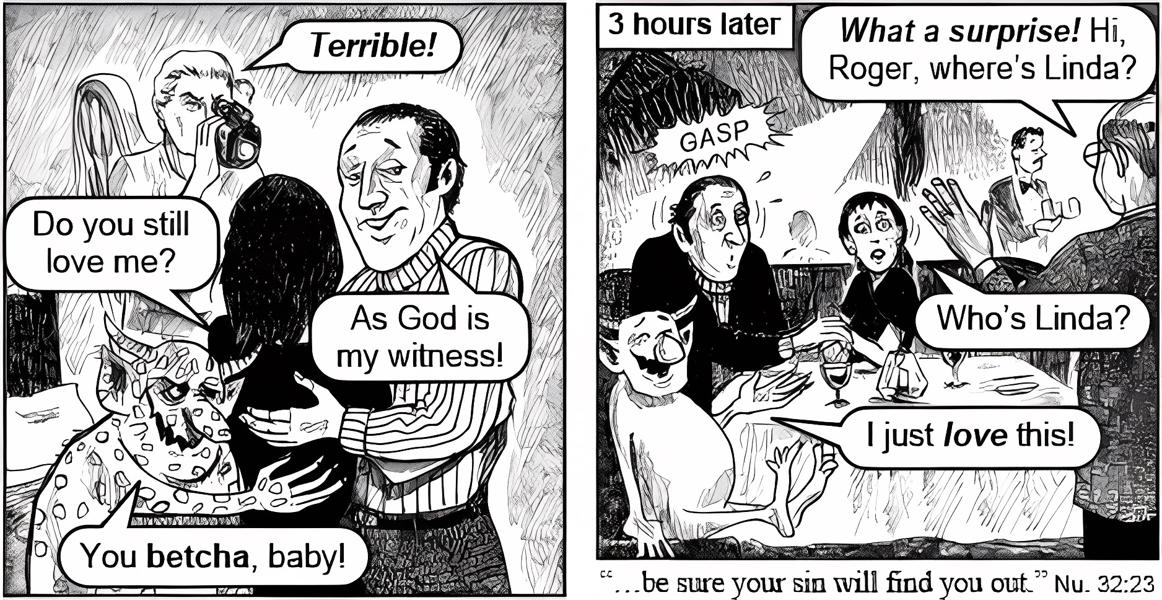 Terrible!
Do you still
love me?
As God is
my witness!
You betcha, baby!
3 hours later
What a surprise! Hi,
Roger, where's Linda?
GASP
Who's Linda?
I just love this!
“...be sure your sin will find you out.” Nu. 32:23